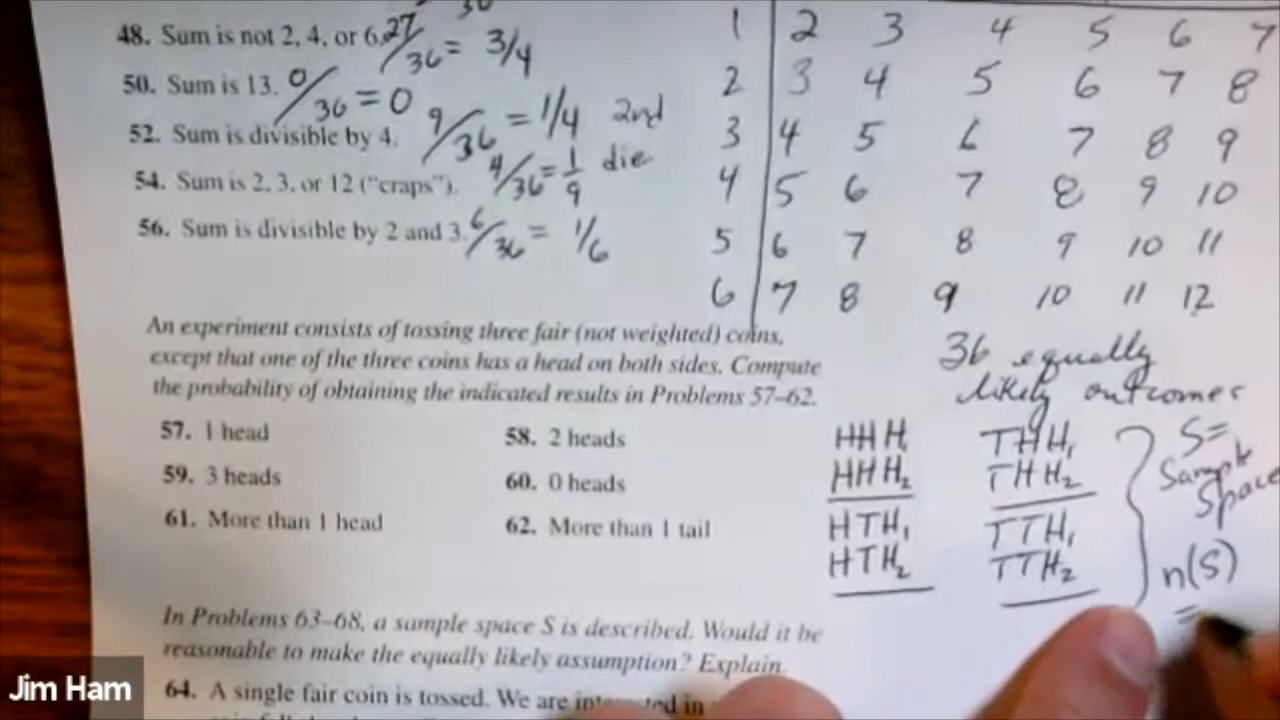 48. Sum is not 2, 4, or 6. 27/36 = 3/4
50. Sum is 13. 0/36 = 0
52. Sum is divisible by 4. 9/36 = 1/4
54. Sum is 2, 3, or 12 ("craps"). 4/36 = 1/9
56. Sum is divisible by 2 and 3. 6/36 = 1/6
2nd
die
1 2 3 4 5 6 7
2 3 4 5 6 7 8
3 4 5 6 7 8 9
4 5 6 7 8 9 10
5 6 7 8 9 10 11
6 7 8 9 10 11 12
36 equally
likely outcomes
An experiment consists of tossing three fair (not weighted) coins,
except that one of the three coins has a head on both sides. Compute
the probability of obtaining the indicated results in Problems 57–62.
57. 1 head 58. 2 heads
59. 3 heads 60. 0 heads
61. More than 1 head 62. More than 1 tail
HHH₁ THH₁
HHH₂ THH₂
HTH₁ TTH₁
HTH₂ TTH₂
S=
Sample
Space
n(S)
=
In Problems 63–68, a sample space S is described. Would it be
reasonable to make the equally likely assumption? Explain.
64. A single fair coin is tossed. We are in
Jim Ham